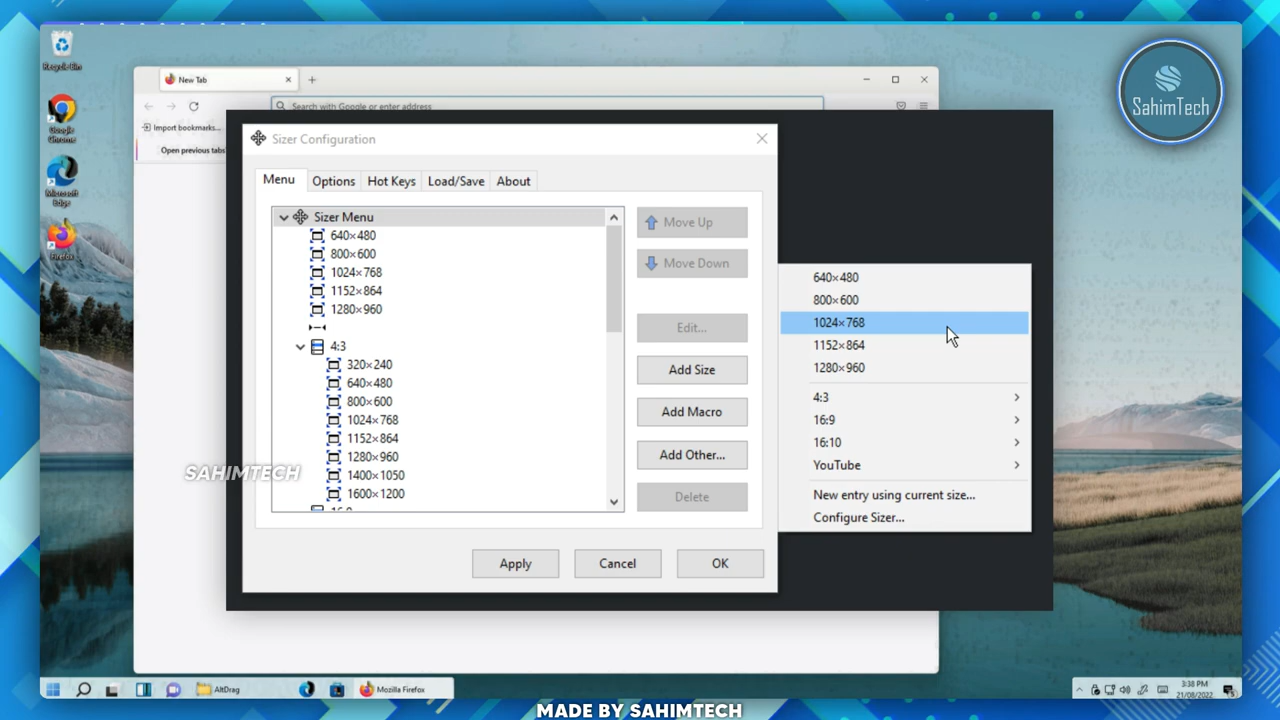 Recycle Bin
Google Chrome
Microsoft Edge
Firefox
New Tab
Search with Google or enter address
Import bookmarks...
Open previous tabs
SahimTech
Sizer Configuration
Menu
Options
Hot Keys
Load/Save
About
Sizer Menu
640×480
800×600
1024×768
1152×864
1280×960
4:3
320×240
640×480
800×600
1024×768
1152×864
1280×960
1400×1050
1600×1200
Move Up
Move Down
Edit...
Add Size
Add Macro
Add Other...
Delete
Apply
Cancel
OK
640×480
800×600
1024×768
1152×864
1280×960
4:3
16:9
16:10
YouTube
New entry using current size...
Configure Sizer...
SAHIMTECH
AltDrag
Mozilla Firefox
3:38 PM
21/08/2022
MADE BY SAHIMTECH